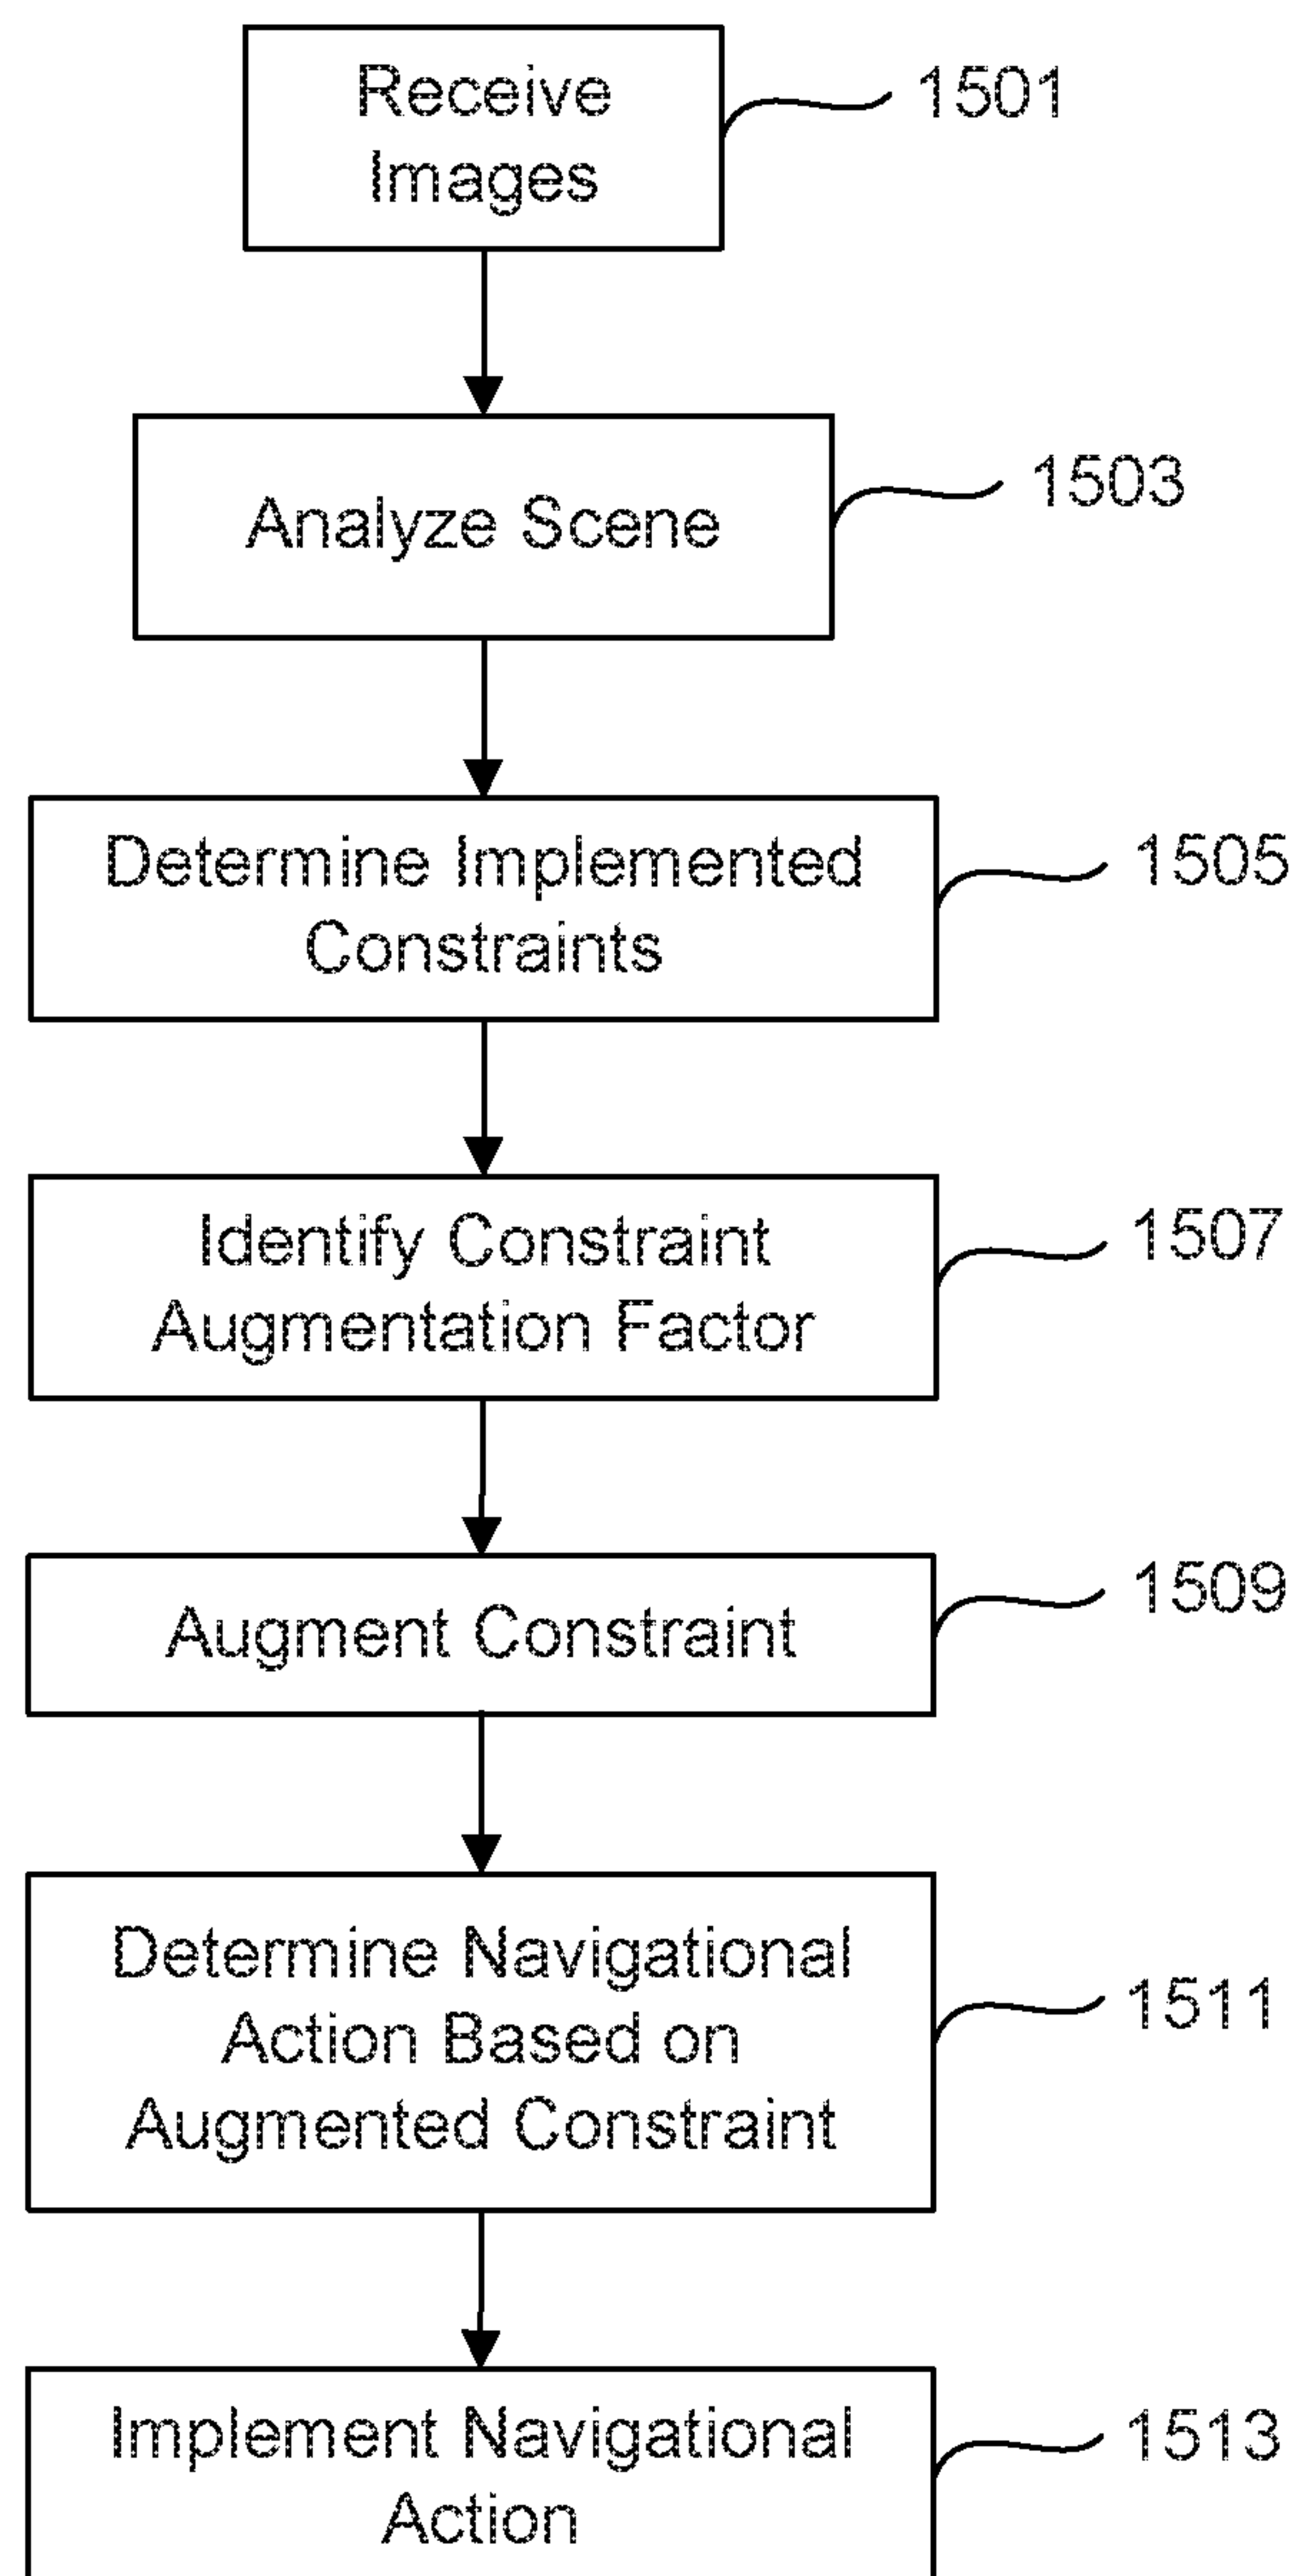 Receive
Images
1501
Analyze Scene
1503
Determine Implemented
Constraints
1505
Identify Constraint
Augmentation Factor
1507
Augment Constraint
1509
Determine Navigational
Action Based on
Augmented Constraint
1511
Implement Navigational
Action
1513